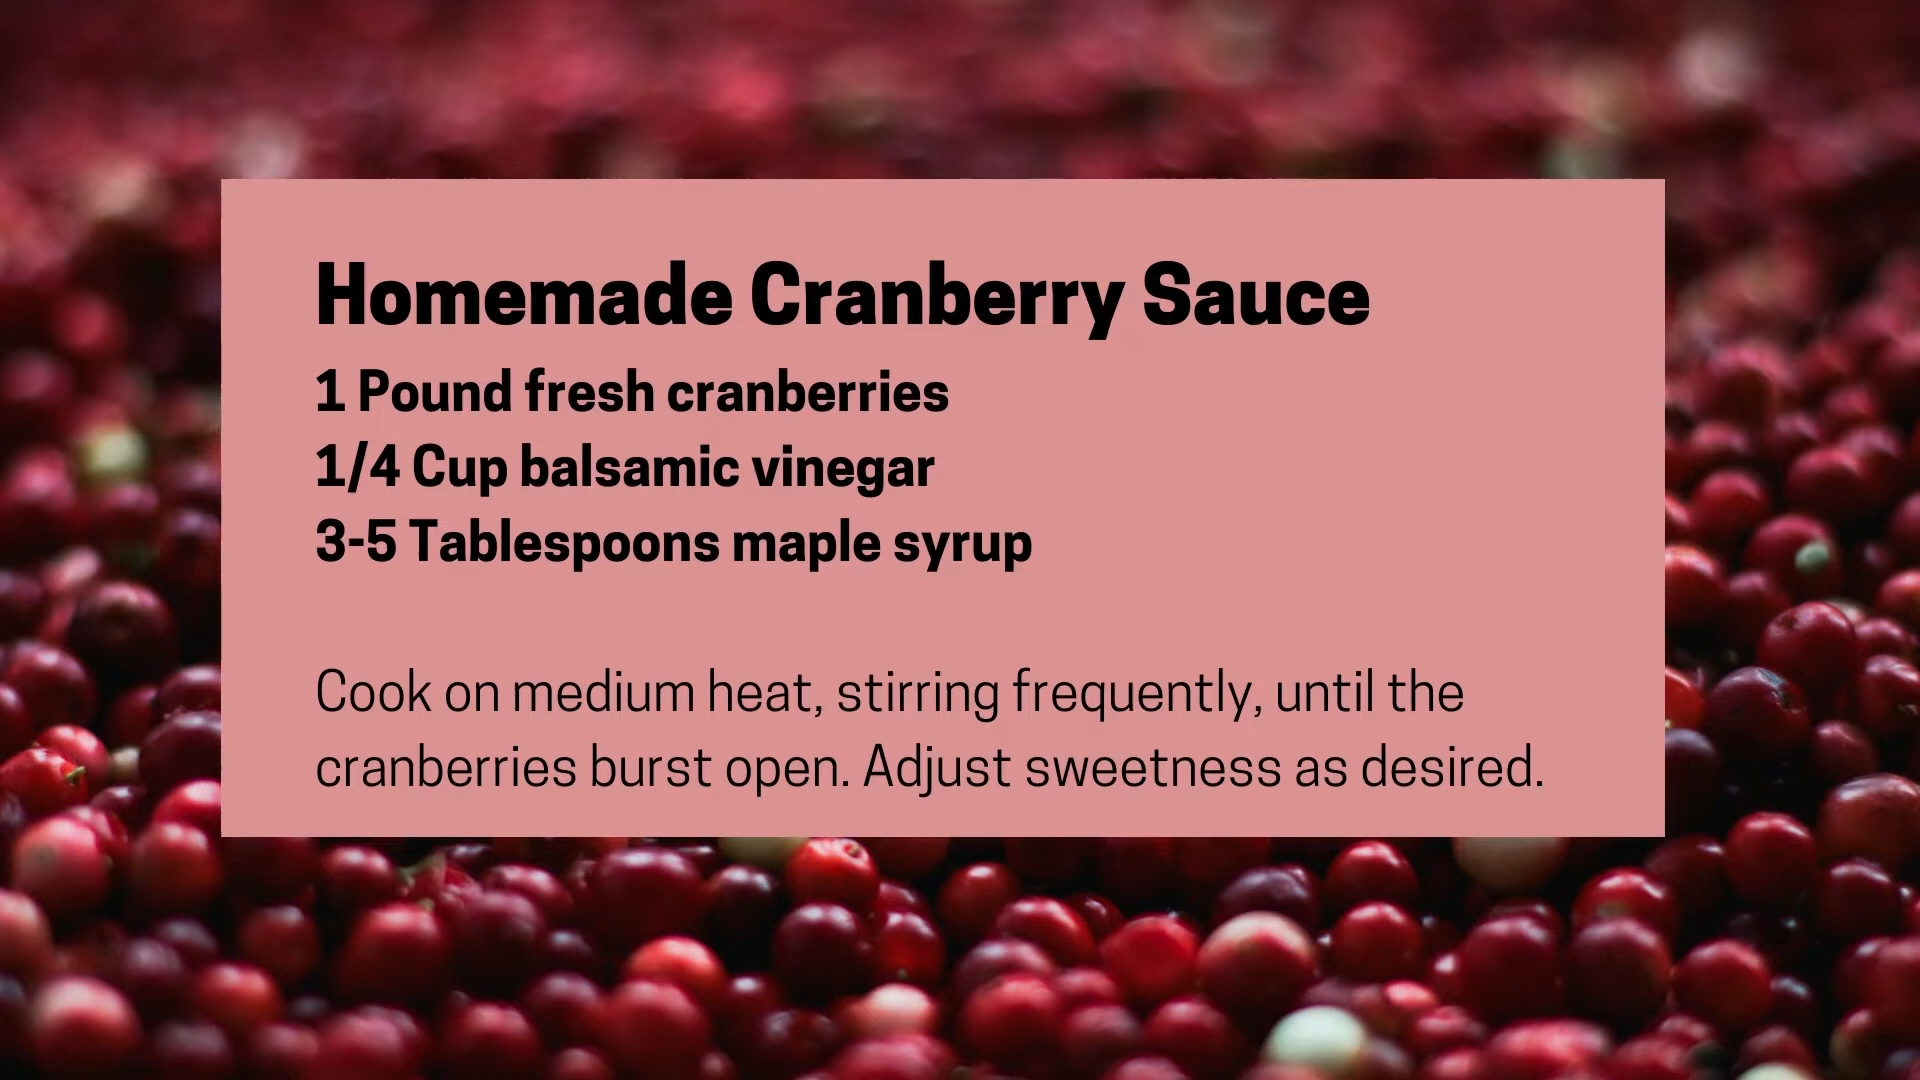 Homemade Cranberry Sauce
1 Pound fresh cranberries
1/4 Cup balsamic vinegar
3-5 Tablespoons maple syrup
Cook on medium heat, stirring frequently, until the
cranberries burst open. Adjust sweetness as desired.